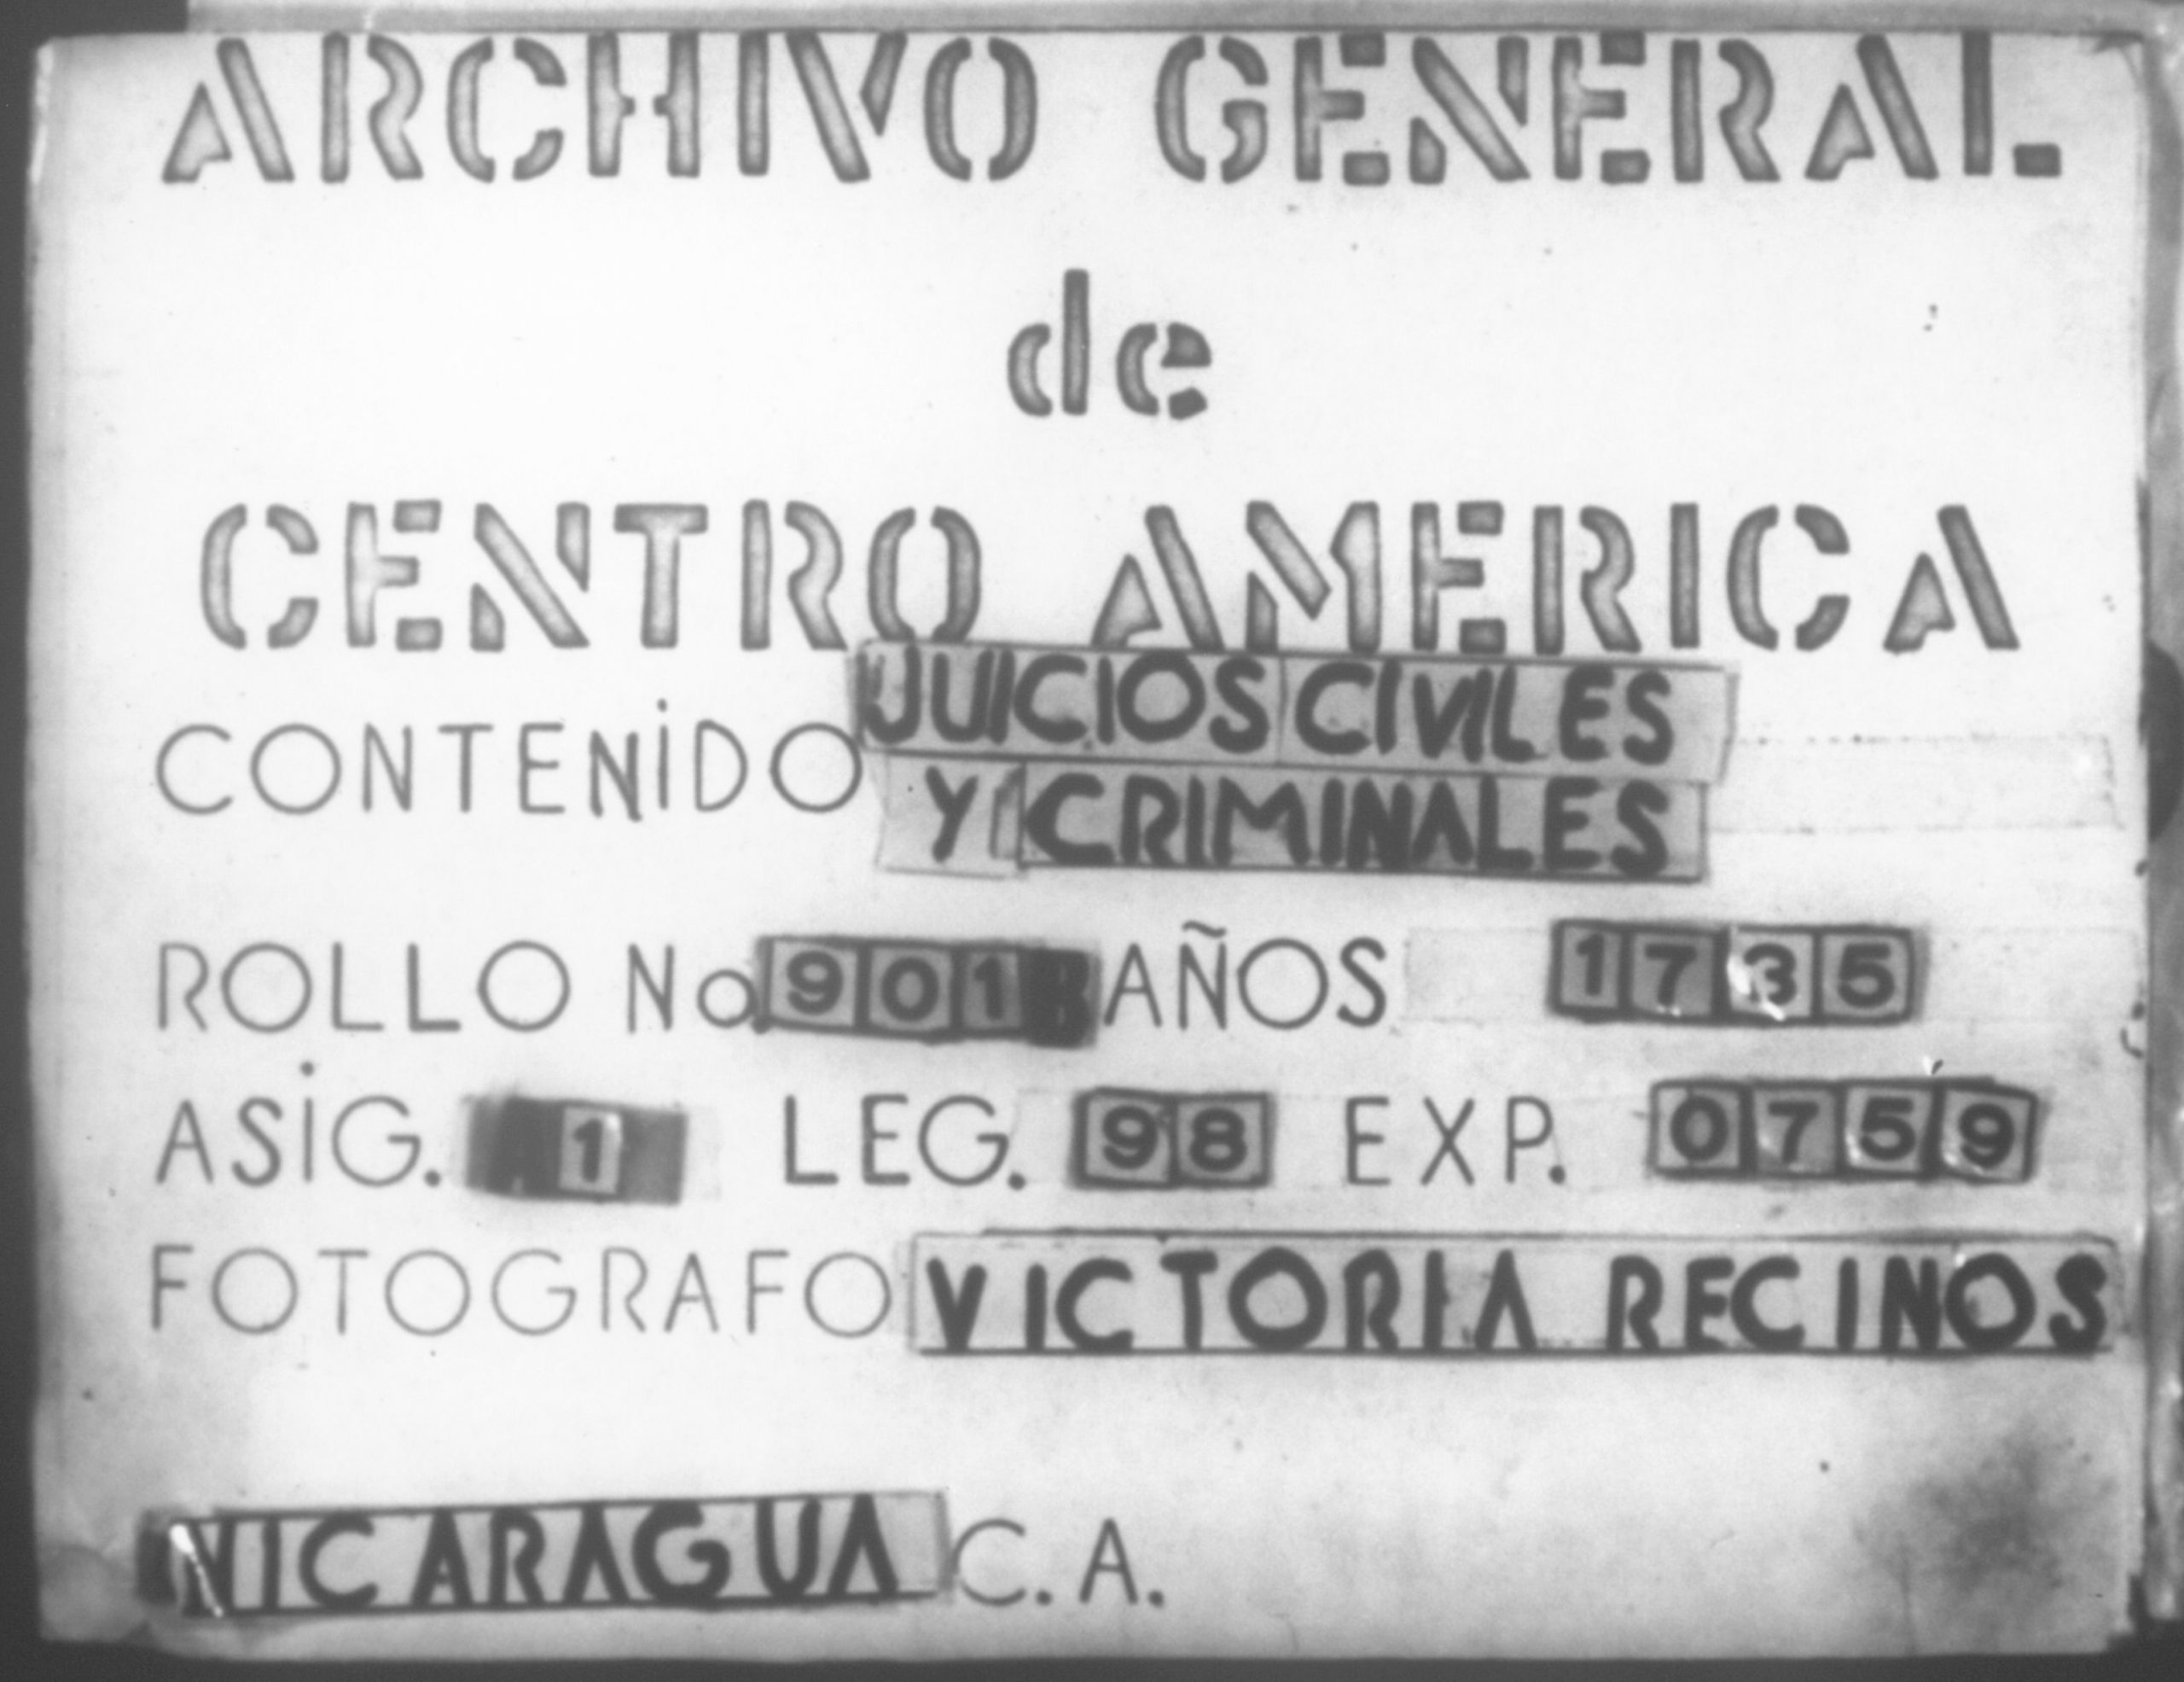 ARCHIVO GENERAL
de
CENTRO AMERICA
CONTENIDO JUICIOS CIVILES
Y CRIMINALES
ROLLO No. 901 AÑOS 1735
ASIG. 1 LEG. 98 EXP. 0759
FOTOGRAFO VICTORIA RECINOS
NICARAGUA C.A.